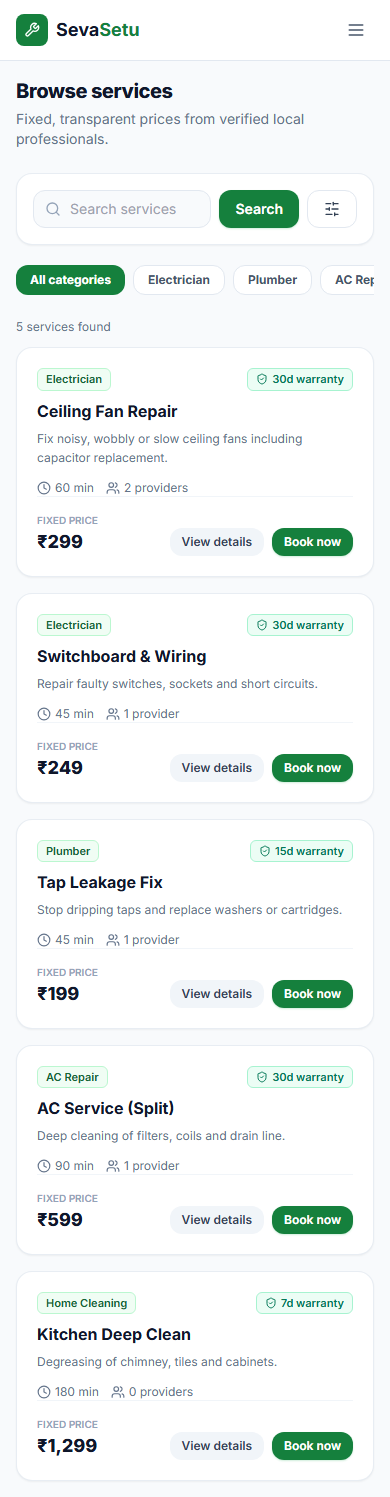 SevaSetu
Browse services
Fixed, transparent prices from verified local
professionals.
Search services
Search
All categories
Electrician
Plumber
AC Rep
5 services found
Electrician
30d warranty
Ceiling Fan Repair
Fix noisy, wobbly or slow ceiling fans including
capacitor replacement.
60 min
2 providers
FIXED PRICE
₹299
View details
Book now
Electrician
30d warranty
Switchboard & Wiring
Repair faulty switches, sockets and short circuits.
45 min
1 provider
FIXED PRICE
₹249
View details
Book now
Plumber
15d warranty
Tap Leakage Fix
Stop dripping taps and replace washers or cartridges.
45 min
1 provider
FIXED PRICE
₹199
View details
Book now
AC Repair
30d warranty
AC Service (Split)
Deep cleaning of filters, coils and drain line.
90 min
1 provider
FIXED PRICE
₹599
View details
Book now
Home Cleaning
7d warranty
Kitchen Deep Clean
Degreasing of chimney, tiles and cabinets.
180 min
0 providers
FIXED PRICE
₹1,299
View details
Book now